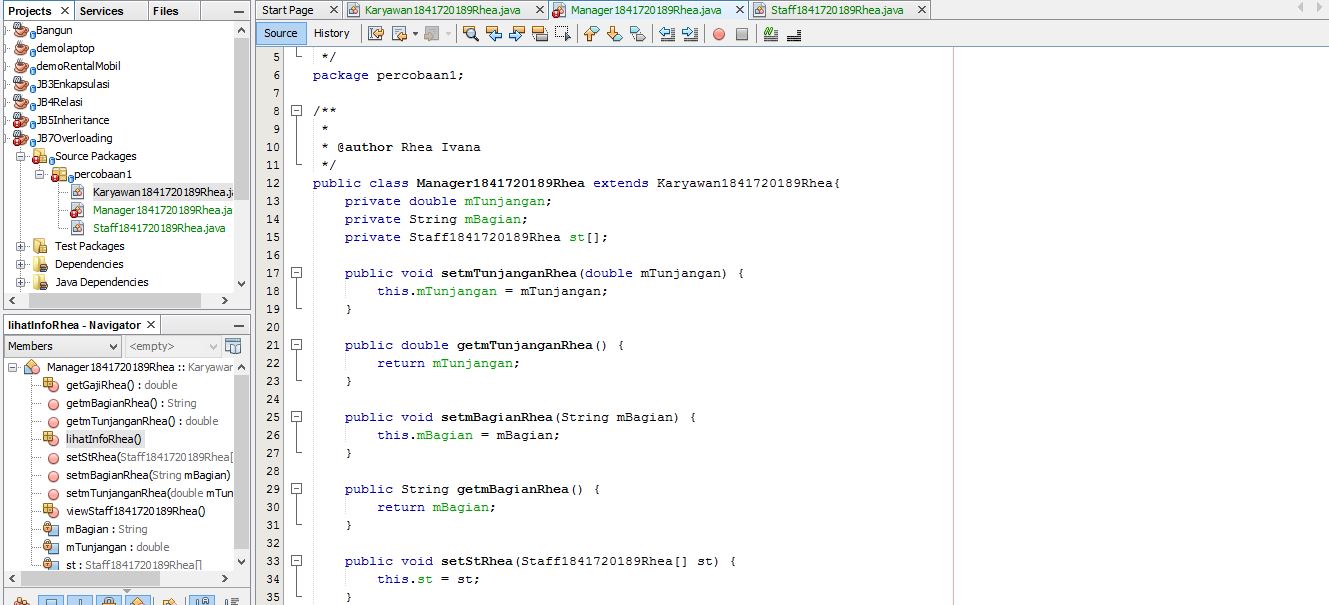 Projects
Services
Files
Bangun
demolaptop
demoRentalMobil
JB3Enkapsulasi
JB4Relasi
JB5Inheritance
JB7Overloading
Source Packages
percobaan1
Karyawan1841720189Rhea.j
Manager1841720189Rhea.ja
Staff1841720189Rhea.java
Test Packages
Dependencies
Java Dependencies
lihatInfoRhea - Navigator
Members
<empty>
Manager1841720189Rhea :: Karyawar
getGajiRhea() : double
getmBagianRhea() : String
getmTunjanganRhea() : double
lihatInfoRhea()
setStRhea(Staff1841720189Rhea[
setmBagianRhea(String mBagian)
setmTunjanganRhea(double mTun
viewStaff1841720189Rhea()
mBagian : String
mTunjangan : double
st : Staff1841720189Rhea[]
Start Page
Karyawan1841720189Rhea.java
Manager1841720189Rhea.java
Staff1841720189Rhea.java
Source
History
5 */
6 package percobaan1;
7
8 /**
9 *
10 * @author Rhea Ivana
11 */
12 public class Manager1841720189Rhea extends Karyawan1841720189Rhea{
13 private double mTunjangan;
14 private String mBagian;
15 private Staff1841720189Rhea st[];
16
17 public void setmTunjanganRhea(double mTunjangan) {
18 this.mTunjangan = mTunjangan;
19 }
20
21 public double getmTunjanganRhea() {
22 return mTunjangan;
23 }
24
25 public void setmBagianRhea(String mBagian) {
26 this.mBagian = mBagian;
27 }
28
29 public String getmBagianRhea() {
30 return mBagian;
31 }
32
33 public void setStRhea(Staff1841720189Rhea[] st) {
34 this.st = st;
35 }